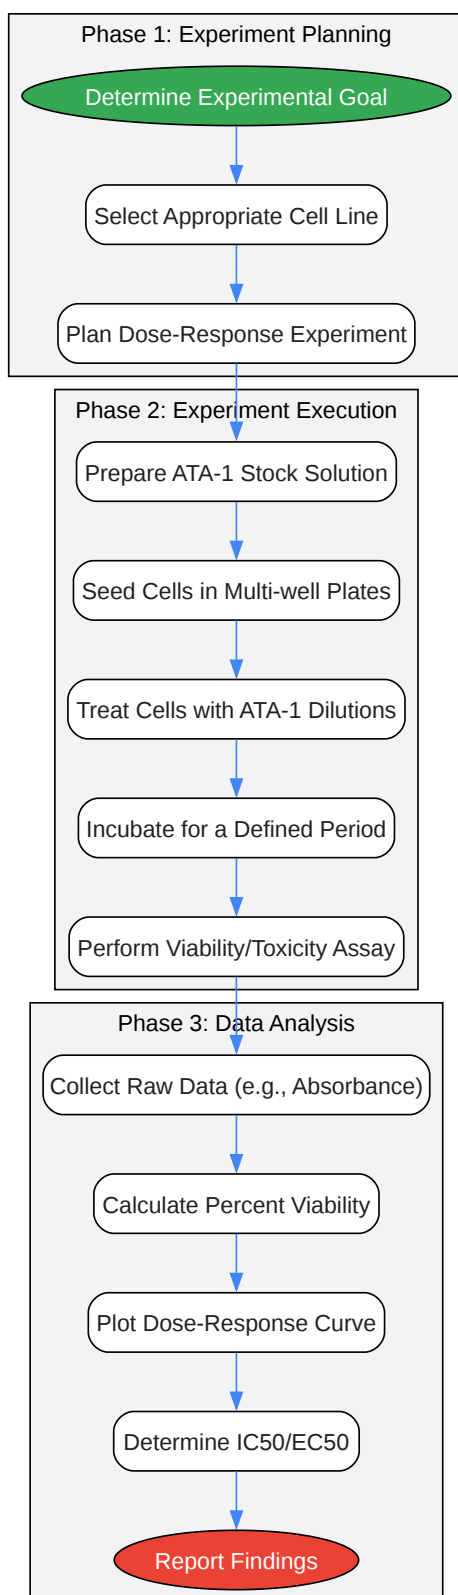 Phase 1: Experiment Planning
Determine Experimental Goal
Select Appropriate Cell Line
Plan Dose-Response Experiment
Phase 2: Experiment Execution
Prepare ATA-1 Stock Solution
Seed Cells in Multi-well Plates
Treat Cells with ATA-1 Dilutions
Incubate for a Defined Period
Perform Viability/Toxicity Assay
Phase 3: Data Analysis
Collect Raw Data (e.g., Absorbance)
Calculate Percent Viability
Plot Dose-Response Curve
Determine IC50/EC50
Report Findings